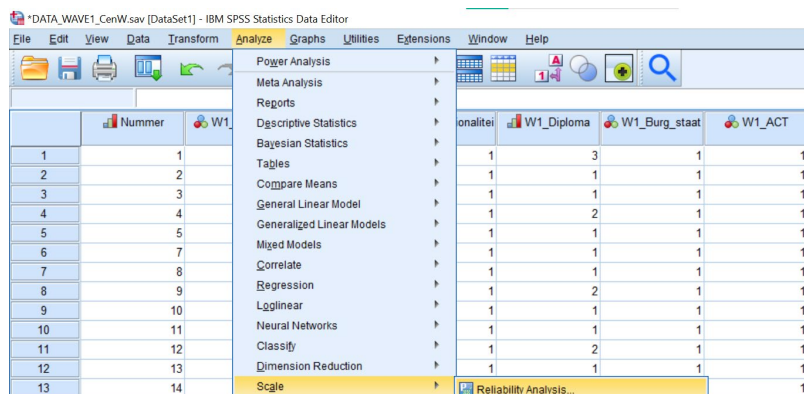 *DATA_WAVE1_CenW.sav [DataSet1] - IBM SPSS Statistics Data Editor
File Edit View Data Transform Analyze Graphs Utilities Extensions Window Help
Power Analysis
Meta Analysis
Reports
Descriptive Statistics
Bayesian Statistics
Tables
Compare Means
General Linear Model
Generalized Linear Models
Mixed Models
Correlate
Regression
Loglinear
Neural Networks
Classify
Dimension Reduction
Scale
Reliability Analysis...
Nummer W1_ onalitei W1_Diploma W1_Burg_staat W1_ACT
1 1 1 3 1 1
2 2 1 1 1 1
3 3 1 1 1 1
4 4 1 2 1 1
5 5 1 1 1 1
6 7 1 1 1 1
7 8 1 1 1 1
8 9 1 2 1 1
9 10 1 1 1 1
10 11 1 1 1 1
11 12 1 2 1 1
12 13 1 1 1 1
13 14 1